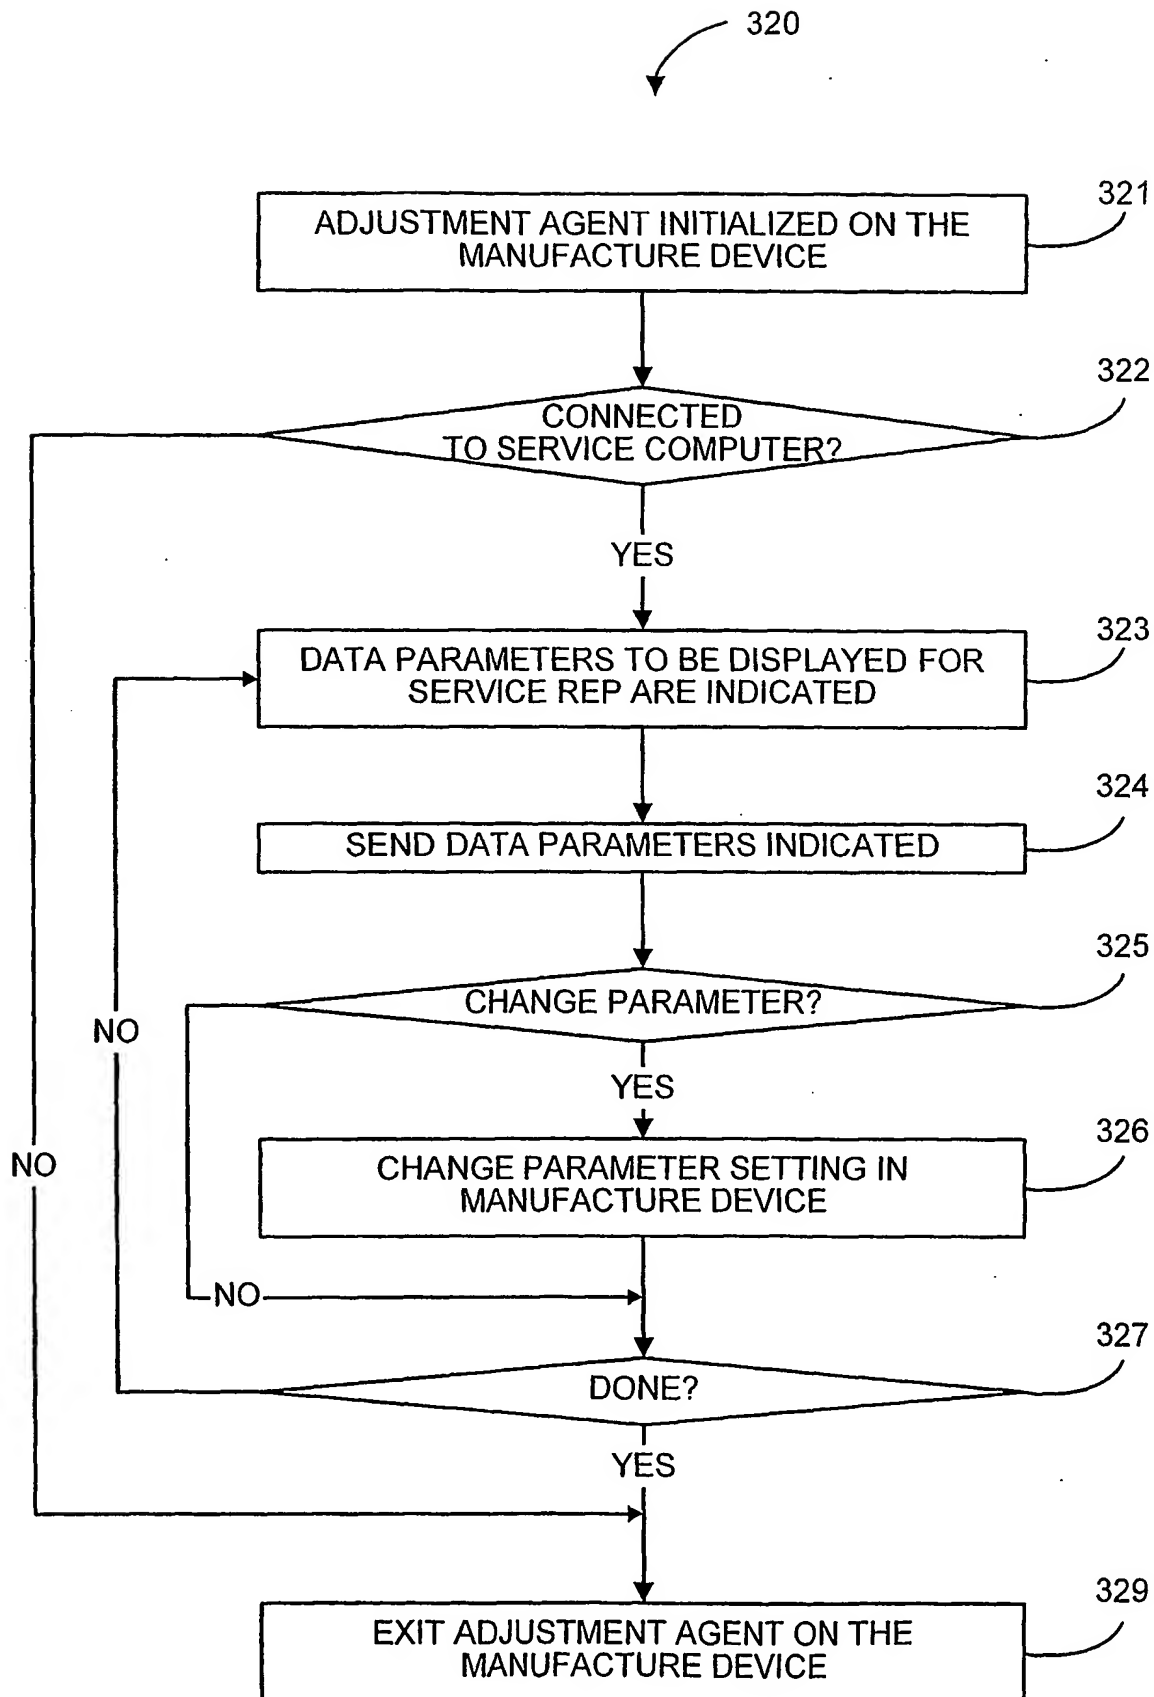 320
321
ADJUSTMENT AGENT INITIALIZED ON THE
MANUFACTURE DEVICE
322
CONNECTED
TO SERVICE COMPUTER?
YES
323
DATA PARAMETERS TO BE DISPLAYED FOR
SERVICE REP ARE INDICATED
324
SEND DATA PARAMETERS INDICATED
325
CHANGE PARAMETER?
NO
YES
326
NO
CHANGE PARAMETER SETTING IN
MANUFACTURE DEVICE
NO
327
DONE?
YES
329
EXIT ADJUSTMENT AGENT ON THE
MANUFACTURE DEVICE